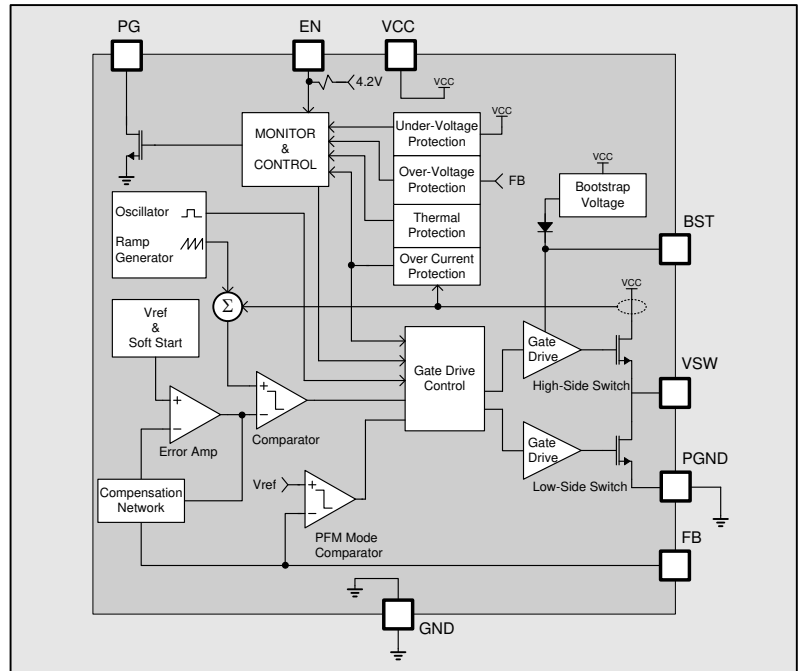 PG
EN
VCC
4.2V
VCC
MONITOR
&
CONTROL
Under-Voltage
Protection
VCC
Over-Voltage
Protection
FB
Thermal
Protection
Over Current
Protection
VCC
Bootstrap
Voltage
BST
Oscillator
Ramp
Generator
Σ
VCC
Vref
&
Soft Start
Gate Drive
Control
Gate
Drive
High-Side Switch
VSW
+
−
Error Amp
+
−
Comparator
Gate
Drive
Low-Side Switch
PGND
Compensation
Network
Vref
+
−
PFM Mode
Comparator
FB
GND